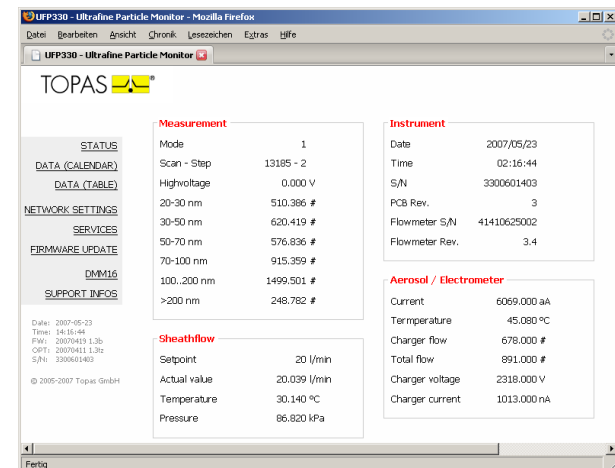 UFP330 - Ultrafine Particle Monitor - Mozilla Firefox
Datei Bearbeiten Ansicht Chronik Lesezeichen Extras Hilfe
UFP330 - Ultrafine Particle Monitor
TOPAS ®
STATUS
DATA (CALENDAR)
DATA (TABLE)
NETWORK SETTINGS
SERVICES
FIRMWARE UPDATE
DMM16
SUPPORT INFOS
Date: 2007-05-23
Time: 14:16:44
FW: 20070419 1.3b
OPT: 20070411 1.3tz
S/N: 3300601403
© 2005-2007 Topas GmbH
Measurement
Mode 1
Scan - Step 13185 - 2
Highvoltage 0.000 V
20-30 nm 510.386 #
30-50 nm 620.419 #
50-70 nm 576.836 #
70-100 nm 915.359 #
100..200 nm 1499.501 #
>200 nm 248.782 #
Sheathflow
Setpoint 20 l/min
Actual value 20.039 l/min
Temperature 30.140 ºC
Pressure 86.820 kPa
Instrument
Date 2007/05/23
Time 02:16:44
S/N 3300601403
PCB Rev. 3
Flowmeter S/N 41410625002
Flowmeter Rev. 3.4
Aerosol / Electrometer
Current 6069.000 aA
Termperature 45.080 ºC
Charger flow 678.000 #
Total flow 891.000 #
Charger voltage 2318.000 V
Charger current 1013.000 nA
Fertig